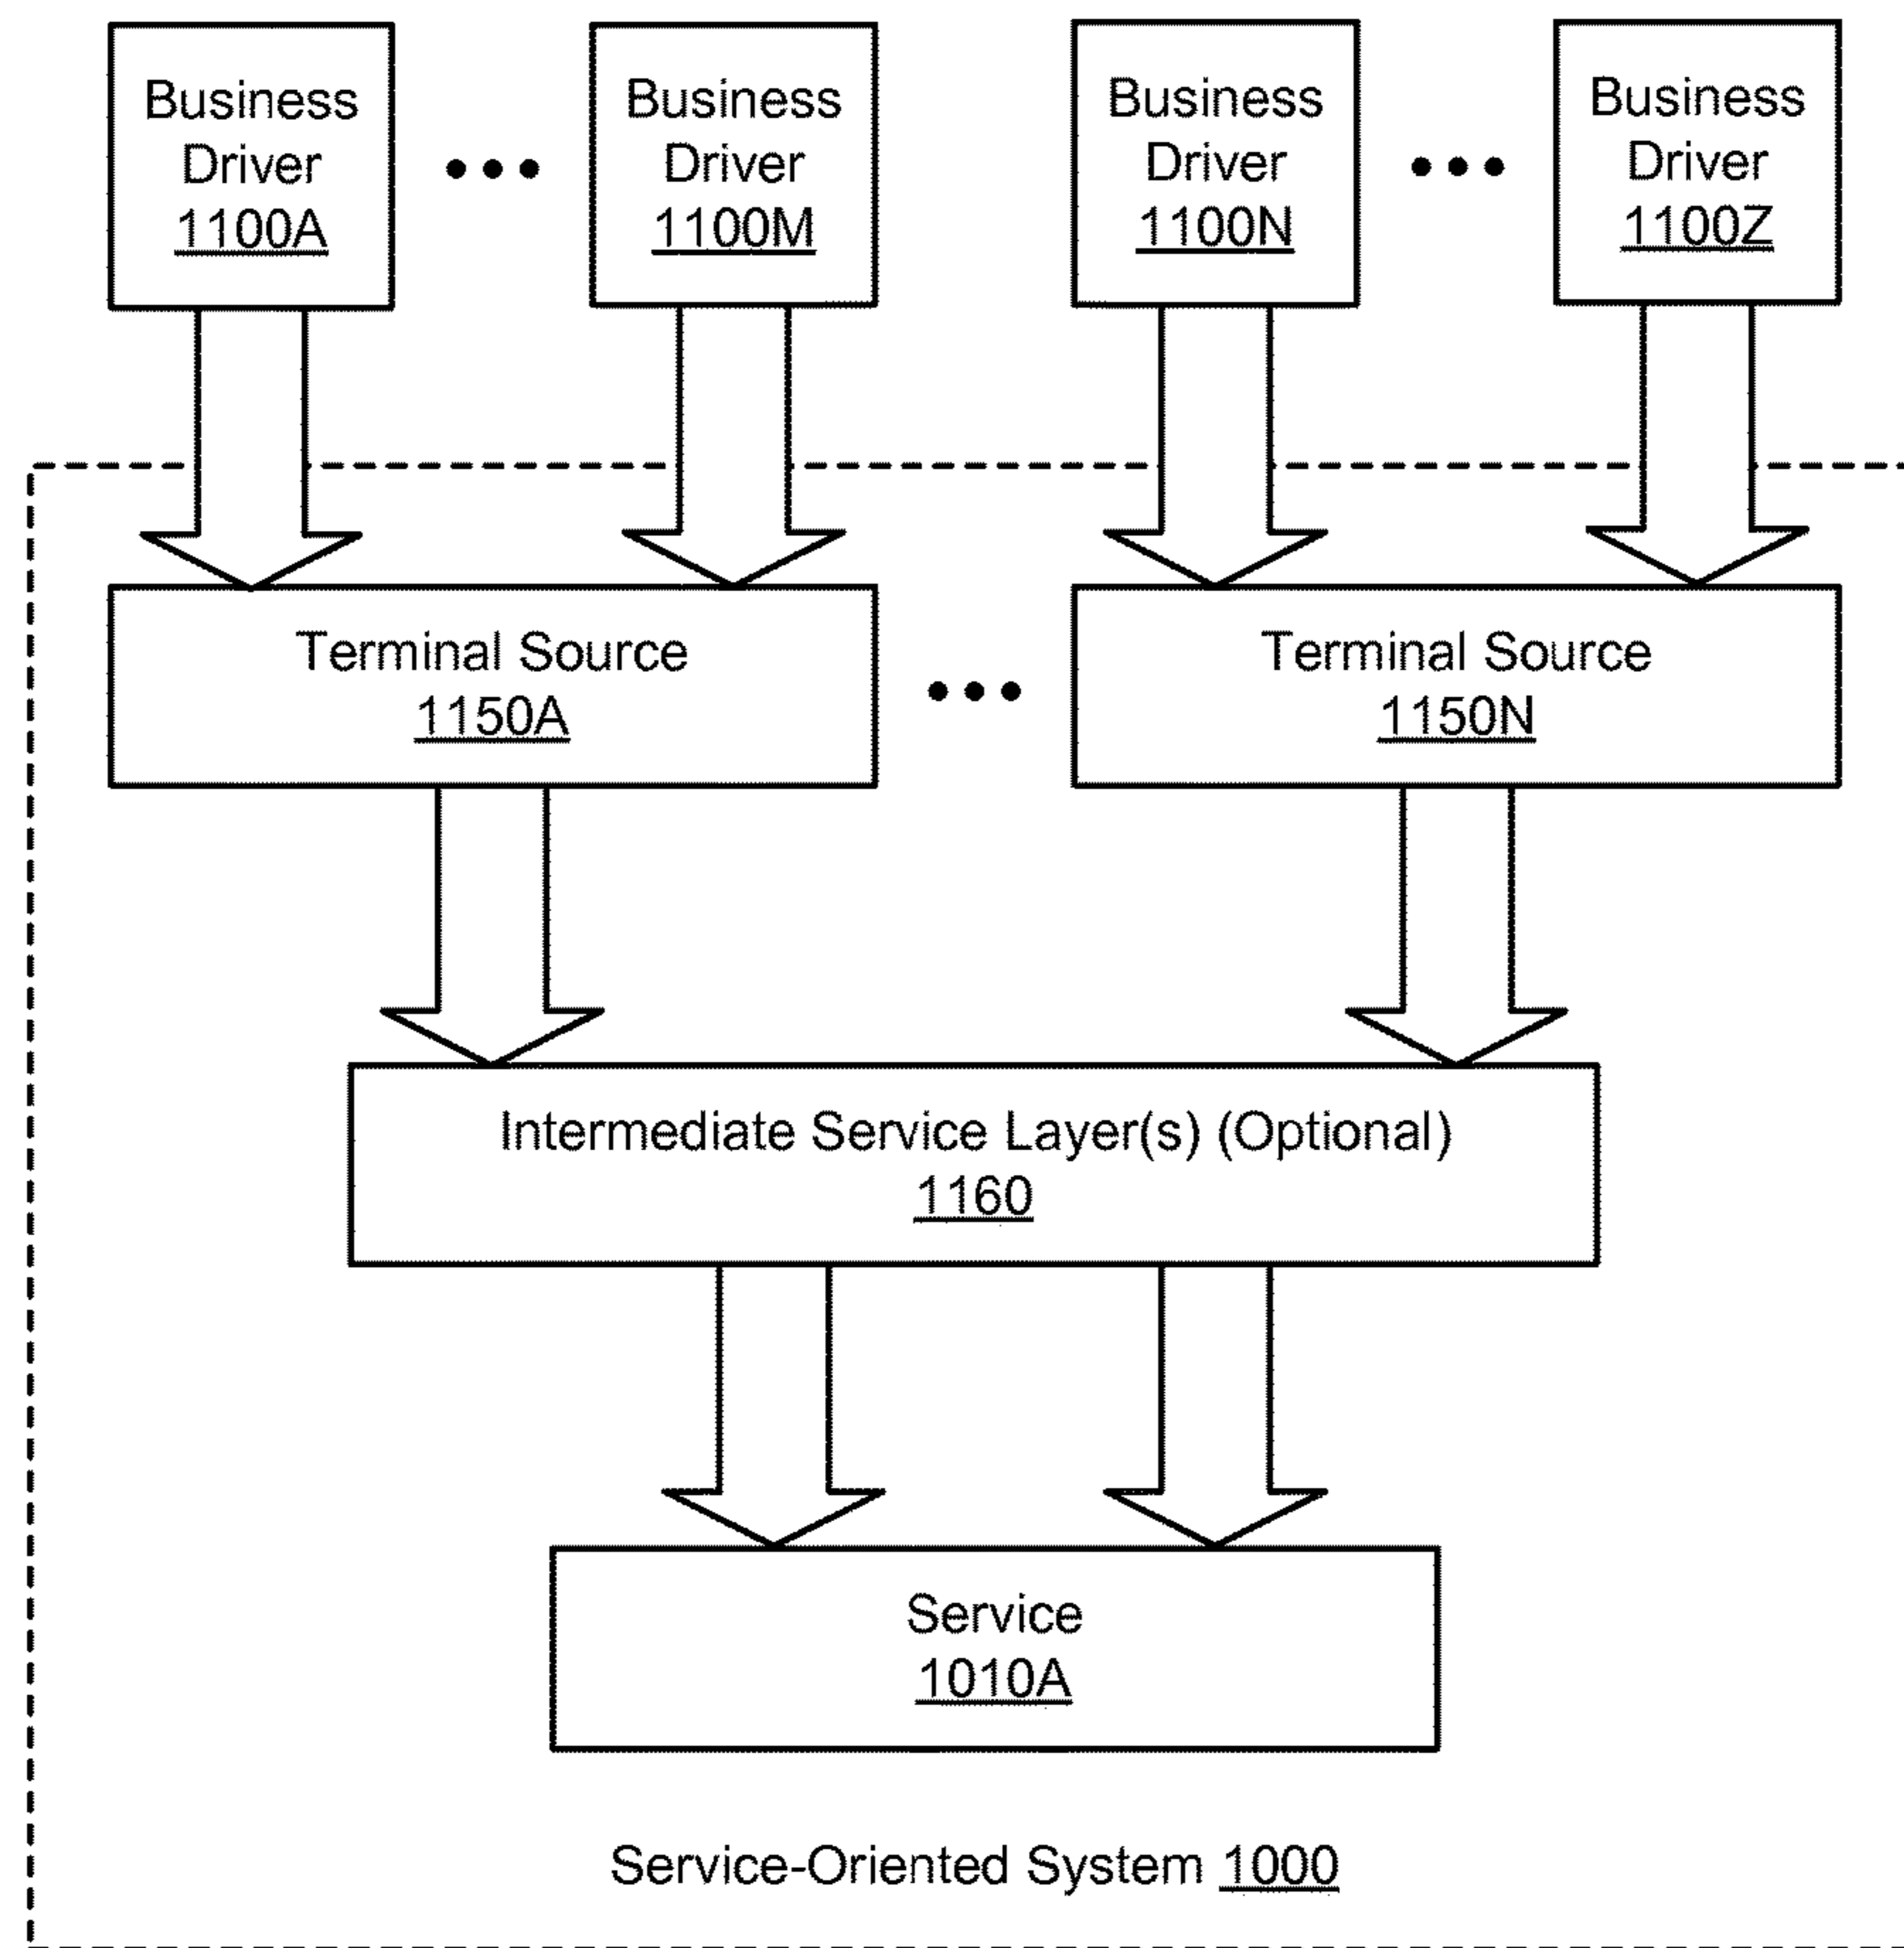 Business
Driver
1100A
Business
Driver
1100M
Business
Driver
1100N
Business
Driver
1100Z
Terminal Source
1150A
Terminal Source
1150N
Intermediate Service Layer(s) (Optional)
1160
Service
1010A
Service-Oriented System 1000